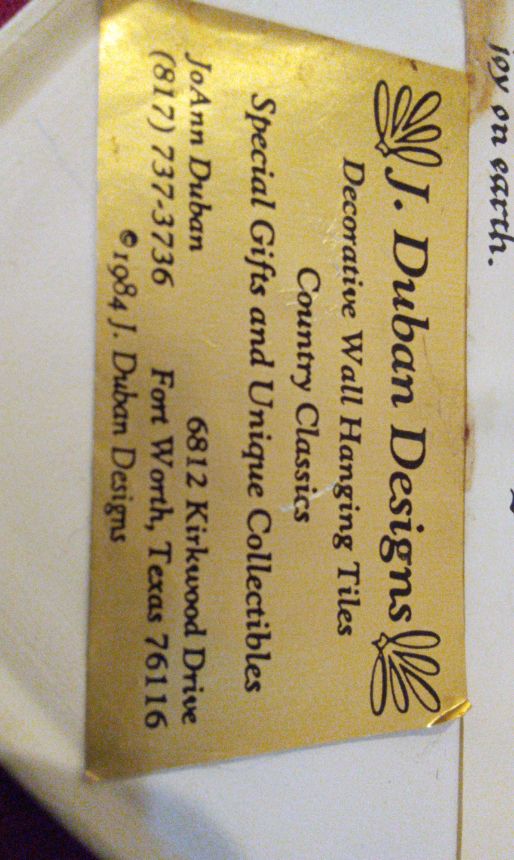 joy on earth.
J. Duban Designs
Decorative Wall Hanging Tiles
Country Classics
Special Gifts and Unique Collectibles
JoAnn Duban 6812 Kirkwood Drive
(817) 737-3736 Fort Worth, Texas 76116
©1984 J. Duban Designs